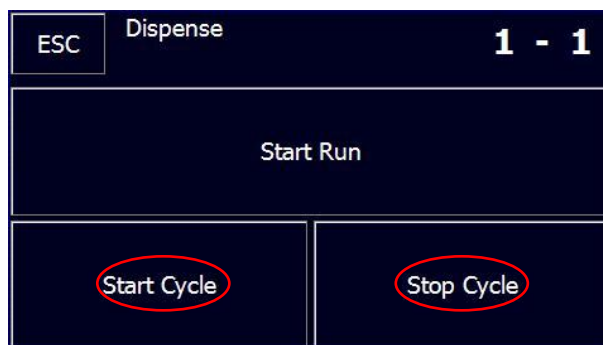 ESC
Dispense
1 - 1
Start Run
Start Cycle
Stop Cycle